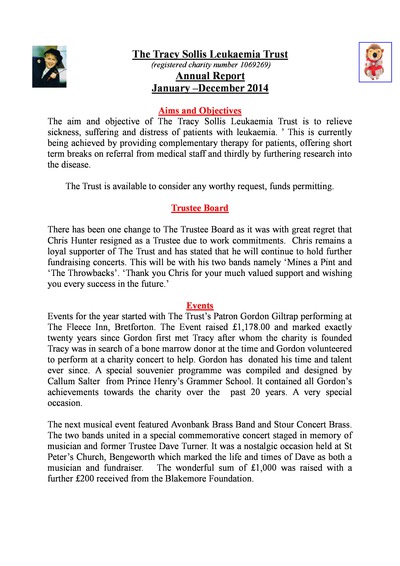 The Tracy Sollis Leukaemia Trust
(registered charity number 1069269)
Annual Report
January –December 2014
Aims and Objectives
The aim and objective of The Tracy Sollis Leukaemia Trust is to relieve
sickness, suffering and distress of patients with leukaemia. ' This is currently
being achieved by providing complementary therapy for patients, offering short
term breaks on referral from medical staff and thirdly by furthering research into
the disease.
The Trust is available to consider any worthy request, funds permitting.
Trustee Board
There has been one change to The Trustee Board as it was with great regret that
Chris Hunter resigned as a Trustee due to work commitments. Chris remains a
loyal supporter of The Trust and has stated that he will continue to hold further
fundraising concerts. This will be with his two bands namely 'Mines a Pint and
'The Throwbacks'. 'Thank you Chris for your much valued support and wishing
you every success in the future.'
Events
Events for the year started with The Trust's Patron Gordon Giltrap performing at
The Fleece Inn, Bretforton. The Event raised £1,178.00 and marked exactly
twenty years since Gordon first met Tracy after whom the charity is founded
Tracy was in search of a bone marrow donor at the time and Gordon volunteered
to perform at a charity concert to help. Gordon has donated his time and talent
ever since. A special souvenier programme was compiled and designed by
Callum Salter from Prince Henry's Grammer School. It contained all Gordon's
achievements towards the charity over the past 20 years. A very special
occasion.
The next musical event featured Avonbank Brass Band and Stour Concert Brass.
The two bands united in a special commemorative concert staged in memory of
musician and former Trustee Dave Turner. It was a nostalgic occasion held at St
Peter's Church, Bengeworth which marked the life and times of Dave as both a
musician and fundraiser. The wonderful sum of £1,000 was raised with a
further £200 received from the Blakemore Foundation.